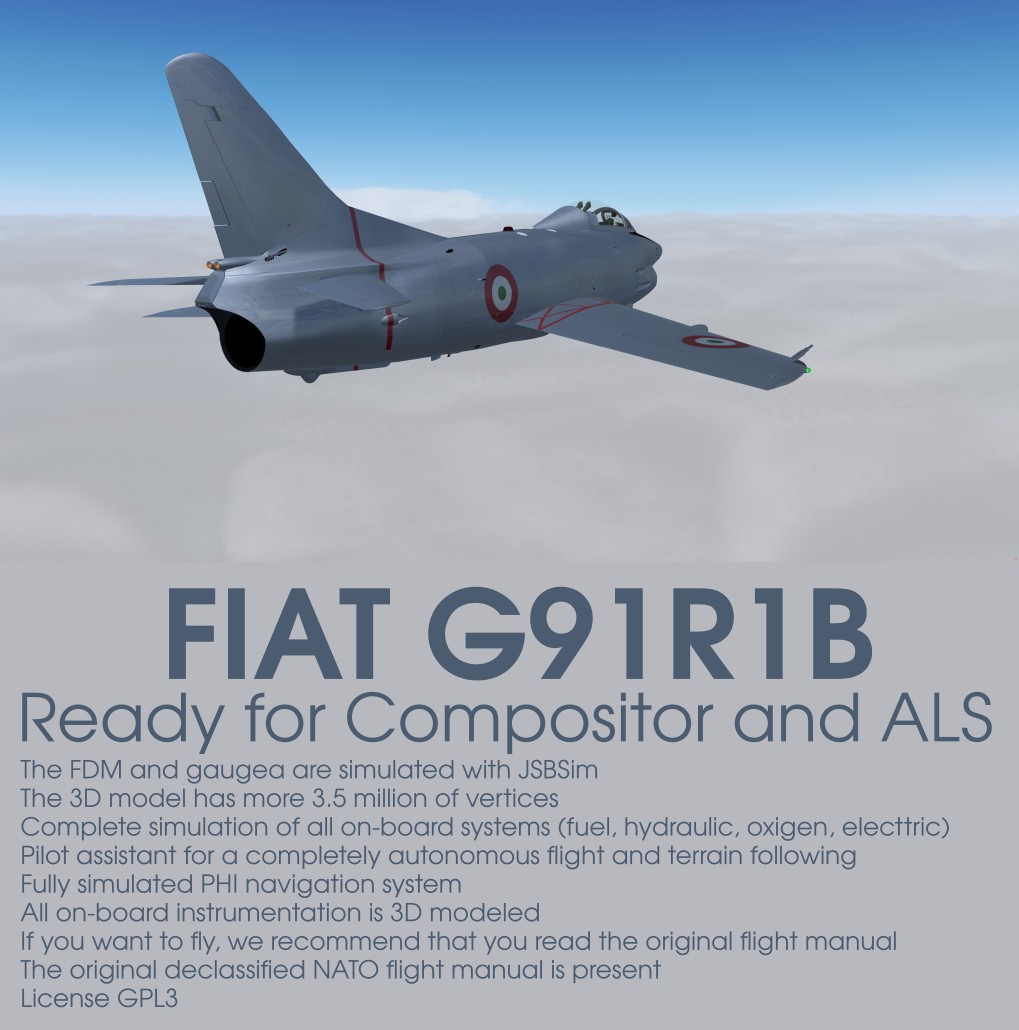 FIAT G91R1B
Ready for Compositor and ALS
The FDM and gaugea are simulated with JSBSim
The 3D model has more 3.5 million of vertices
Complete simulation of all on-board systems (fuel, hydraulic, oxigen, electtric)
Pilot assistant for a completely autonomous flight and terrain following
Fully simulated PHI navigation system
All on-board instrumentation is 3D modeled
If you want to fly, we recommend that you read the original flight manual
The original declassified NATO flight manual is present
License GPL3